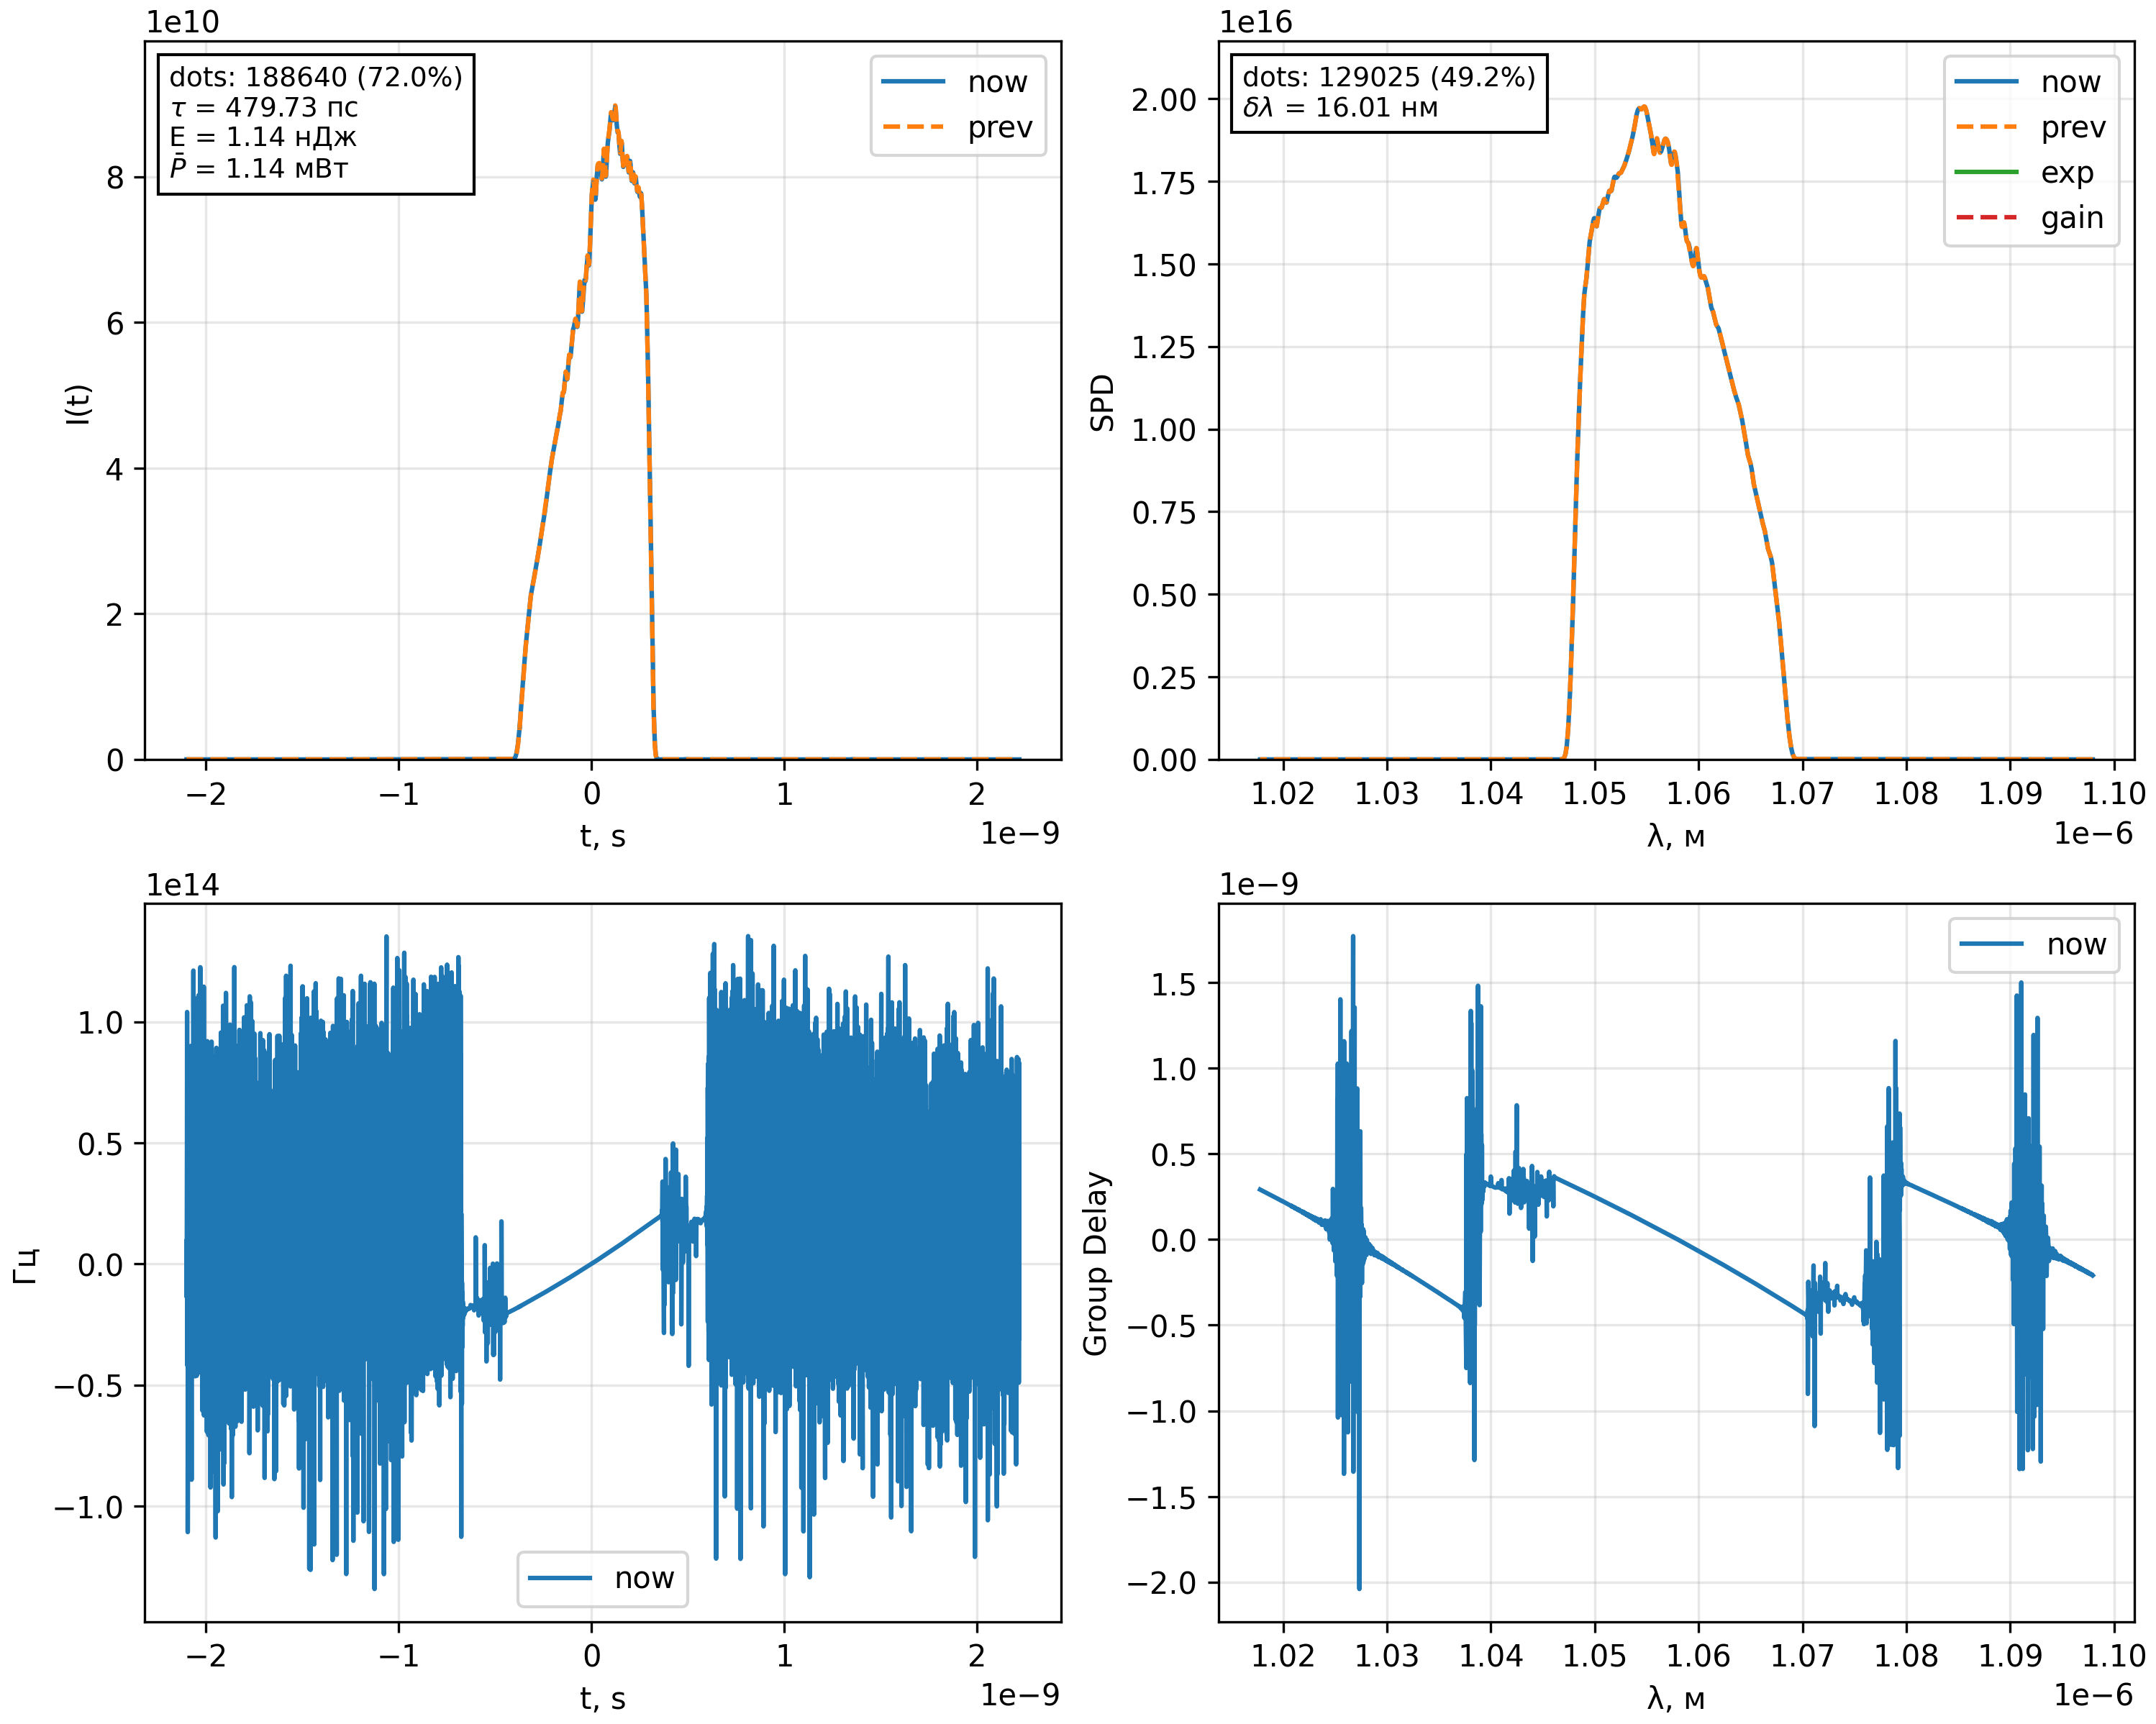 1e10
dots: 188640 (72.0%)
τ = 479.73 пс
E = 1.14 нДж
P̄ = 1.14 мВт
now
prev
8
6
4
2
0
I(t)
−2
−1
0
1
2
t, s
1e−9
1e16
dots: 129025 (49.2%)
δλ = 16.01 нм
now
prev
exp
gain
2.00
1.75
1.50
1.25
1.00
0.75
0.50
0.25
0.00
SPD
1.02
1.03
1.04
1.05
1.06
1.07
1.08
1.09
1.10
λ, м
1e−6
1e14
1.0
0.5
0.0
−0.5
−1.0
Гц
now
−2
−1
0
1
2
t, s
1e−9
1e−9
now
1.5
1.0
0.5
0.0
−0.5
−1.0
−1.5
−2.0
Group Delay
1.02
1.03
1.04
1.05
1.06
1.07
1.08
1.09
1.10
λ, м
1e−6